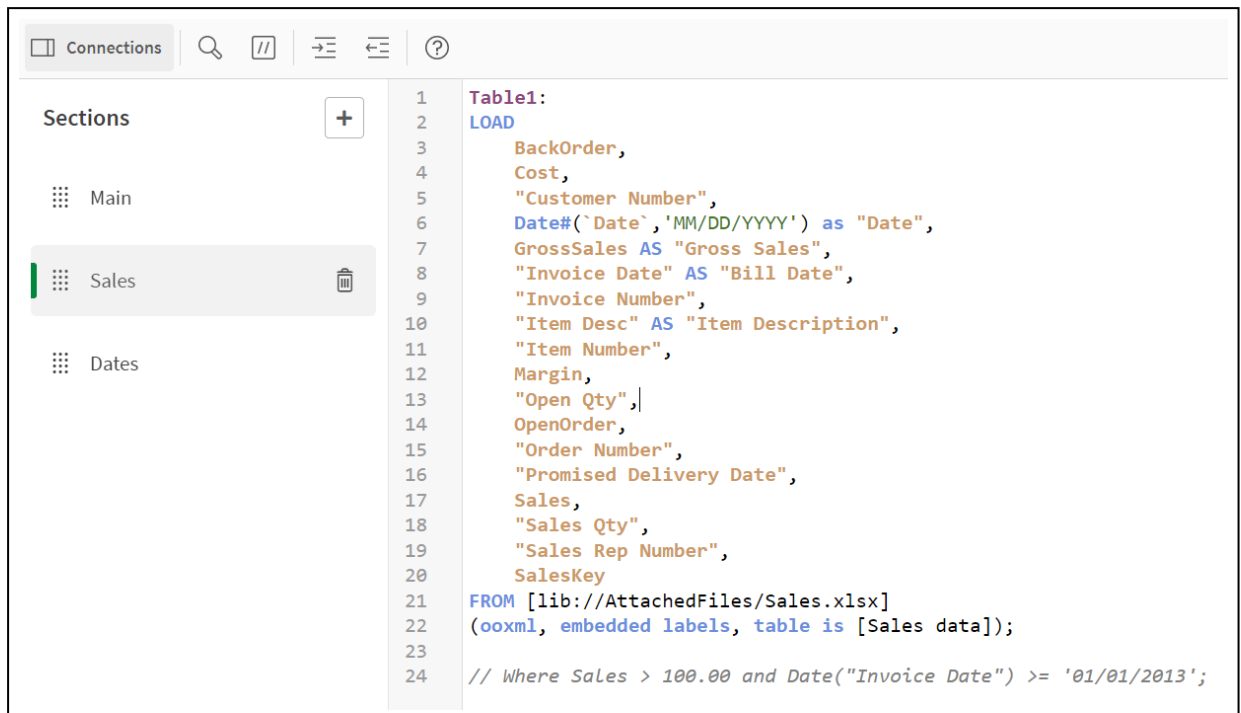 Connections
Sections
+
Main
Sales
Dates
1 Table1:
2 LOAD
3 BackOrder,
4 Cost,
5 "Customer Number",
6 Date#(`Date`,'MM/DD/YYYY') as "Date",
7 GrossSales AS "Gross Sales",
8 "Invoice Date" AS "Bill Date",
9 "Invoice Number",
10 "Item Desc" AS "Item Description",
11 "Item Number",
12 Margin,
13 "Open Qty",
14 OpenOrder,
15 "Order Number",
16 "Promised Delivery Date",
17 Sales,
18 "Sales Qty",
19 "Sales Rep Number",
20 SalesKey
21 FROM [lib://AttachedFiles/Sales.xlsx]
22 (ooxml, embedded labels, table is [Sales data]);
23
24 // Where Sales > 100.00 and Date("Invoice Date") >= '01/01/2013';